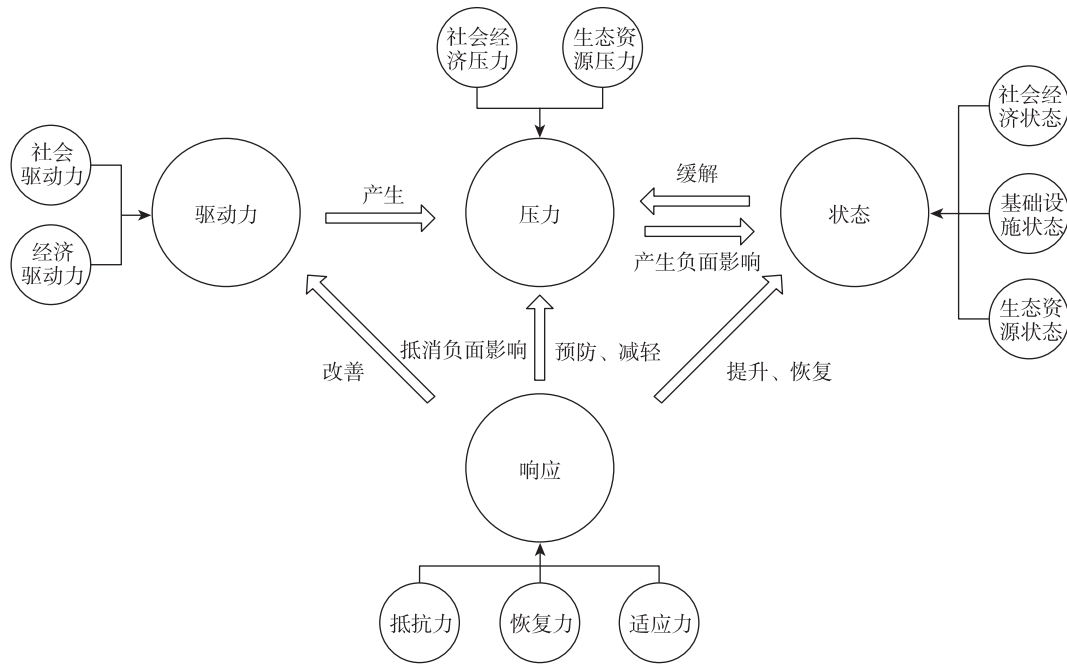 社会经
济压力
生态资
源压力
社会经
济状态
社会
驱动力
驱动力
产生
压力
缓解
产生负面影响
状态
基础设
施状态
经济
驱动力
生态资
源状态
改善
抵消负面影响
预防、减轻
提升、恢复
响应
抵抗力
恢复力
适应力